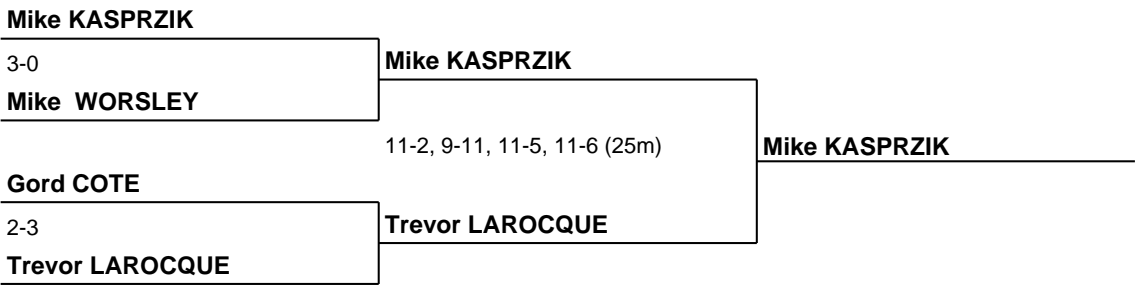 Mike KASPRZIK
3-0
Mike WORSLEY
Mike KASPRZIK
11-2, 9-11, 11-5, 11-6 (25m)
Mike KASPRZIK
Gord COTE
2-3
Trevor LAROCQUE
Trevor LAROCQUE